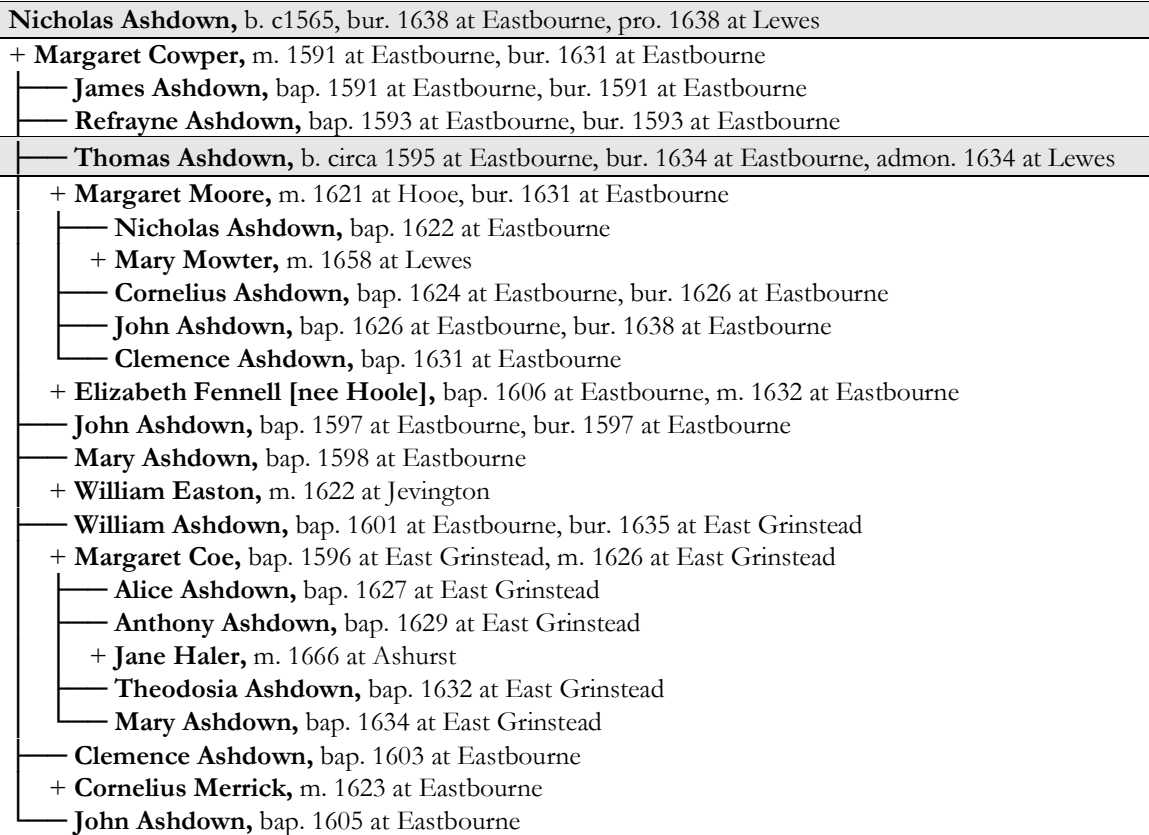 Nicholas Ashdown, b. c1565, bur. 1638 at Eastbourne, pro. 1638 at Lewes
+ Margaret Cowper, m. 1591 at Eastbourne, bur. 1631 at Eastbourne
James Ashdown, bap. 1591 at Eastbourne, bur. 1591 at Eastbourne
Refrayne Ashdown, bap. 1593 at Eastbourne, bur. 1593 at Eastbourne
Thomas Ashdown, b. circa 1595 at Eastbourne, bur. 1634 at Eastbourne, admon. 1634 at Lewes
+ Margaret Moore, m. 1621 at Hooe, bur. 1631 at Eastbourne
Nicholas Ashdown, bap. 1622 at Eastbourne
+ Mary Mowter, m. 1658 at Lewes
Cornelius Ashdown, bap. 1624 at Eastbourne, bur. 1626 at Eastbourne
John Ashdown, bap. 1626 at Eastbourne, bur. 1638 at Eastbourne
Clemence Ashdown, bap. 1631 at Eastbourne
+ Elizabeth Fennell [nee Hoole], bap. 1606 at Eastbourne, m. 1632 at Eastbourne
John Ashdown, bap. 1597 at Eastbourne, bur. 1597 at Eastbourne
Mary Ashdown, bap. 1598 at Eastbourne
+ William Easton, m. 1622 at Jevington
William Ashdown, bap. 1601 at Eastbourne, bur. 1635 at East Grinstead
+ Margaret Coe, bap. 1596 at East Grinstead, m. 1626 at East Grinstead
Alice Ashdown, bap. 1627 at East Grinstead
Anthony Ashdown, bap. 1629 at East Grinstead
+ Jane Haler, m. 1666 at Ashurst
Theodosia Ashdown, bap. 1632 at East Grinstead
Mary Ashdown, bap. 1634 at East Grinstead
Clemence Ashdown, bap. 1603 at Eastbourne
+ Cornelius Merrick, m. 1623 at Eastbourne
John Ashdown, bap. 1605 at Eastbourne